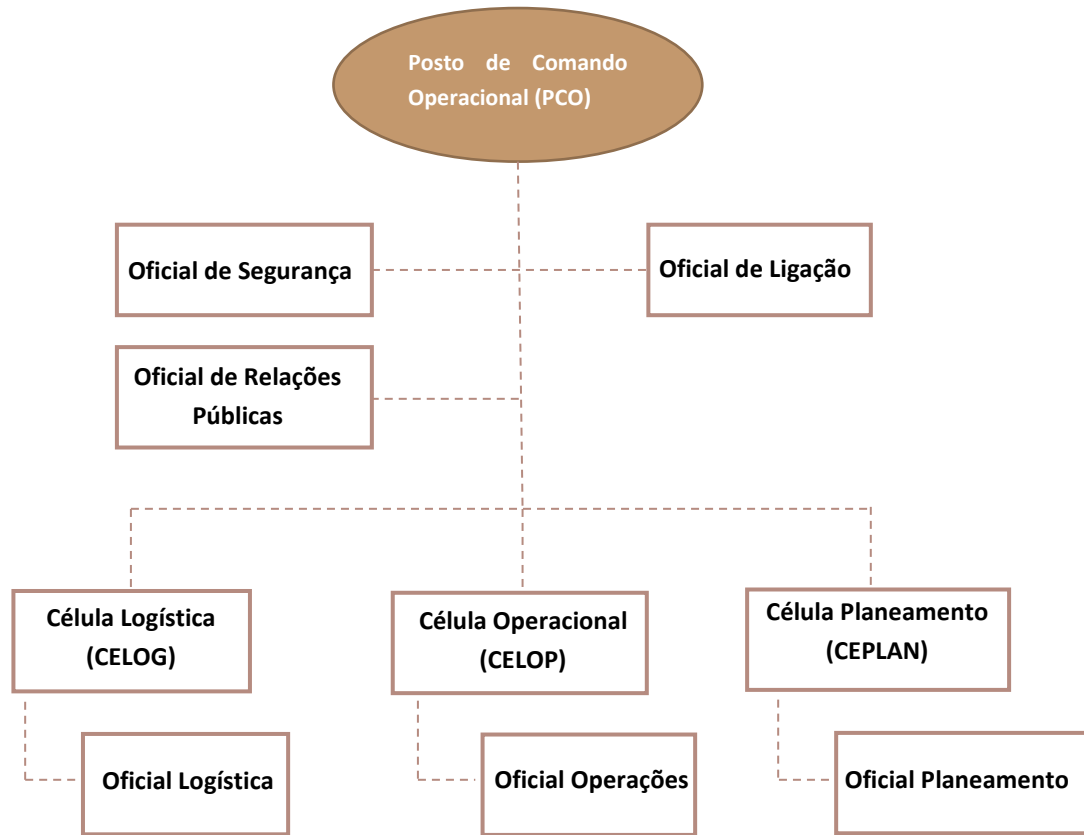 Posto de Comando
Operacional (PCO)
Oficial de Segurança
Oficial de Ligação
Oficial de Relações
Públicas
Célula Logística
(CELOG)
Célula Operacional
(CELOP)
Célula Planeamento
(CEPLAN)
Oficial Logística
Oficial Operações
Oficial Planeamento